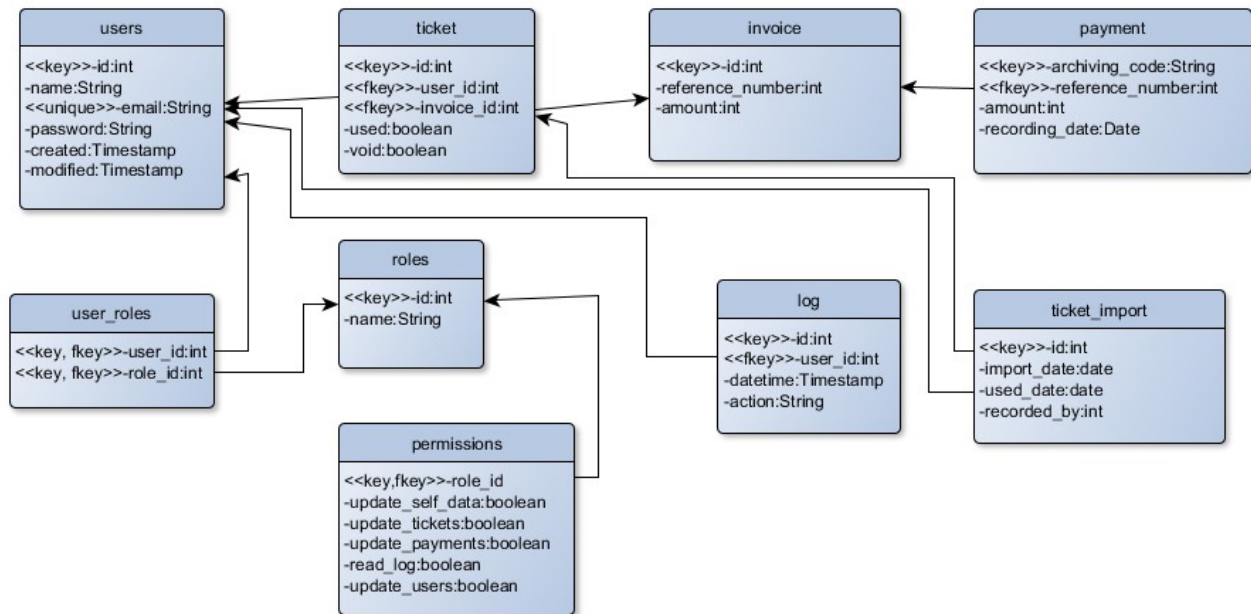 users
<<key>>-id:int
-name:String
<<unique>>-email:String
-password:String
-created:Timestamp
-modified:Timestamp
ticket
<<key>>-id:int
<<fkey>>-user_id:int
<<fkey>>-invoice_id:int
-used:boolean
-void:boolean
invoice
<<key>>-id:int
-reference_number:int
-amount:int
payment
<<key>>-archiving_code:String
<<fkey>>-reference_number:int
-amount:int
-recording_date:Date
user_roles
<<key, fkey>>-user_id:int
<<key, fkey>>-role_id:int
roles
<<key>>-id:int
-name:String
log
<<key>>-id:int
<<fkey>>-user_id:int
-datetime:Timestamp
-action:String
ticket_import
<<key>>-id:int
-import_date:date
-used_date:date
-recorded_by:int
permissions
<<key,fkey>>-role_id
-update_self_data:boolean
-update_tickets:boolean
-update_payments:boolean
-read_log:boolean
-update_users:boolean